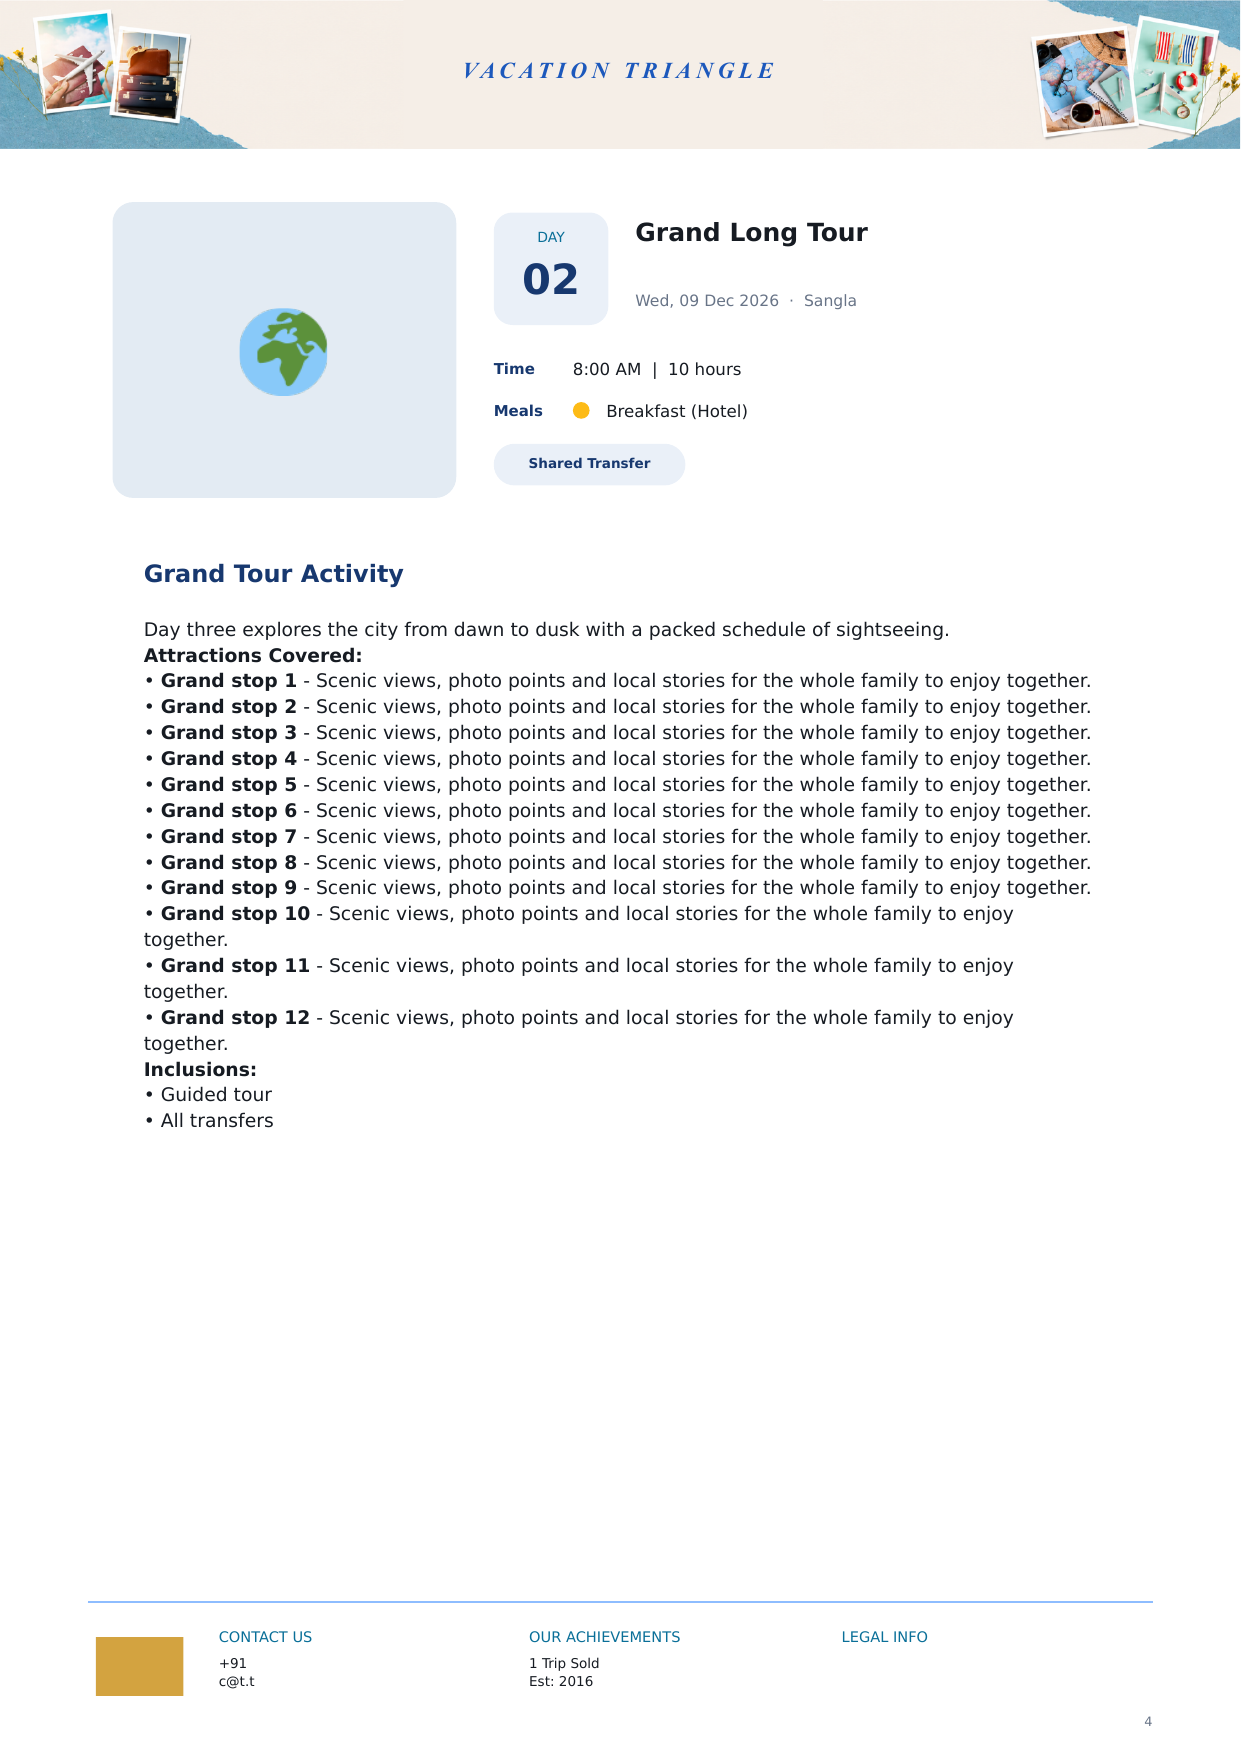 VACATION TRIANGLE
DAY
02
Grand Long Tour
Wed, 09 Dec 2026 · Sangla
Time 8:00 AM | 10 hours
Meals Breakfast (Hotel)
Shared Transfer
Grand Tour Activity
Day three explores the city from dawn to dusk with a packed schedule of sightseeing.
Attractions Covered:
• Grand stop 1 - Scenic views, photo points and local stories for the whole family to enjoy together.
• Grand stop 2 - Scenic views, photo points and local stories for the whole family to enjoy together.
• Grand stop 3 - Scenic views, photo points and local stories for the whole family to enjoy together.
• Grand stop 4 - Scenic views, photo points and local stories for the whole family to enjoy together.
• Grand stop 5 - Scenic views, photo points and local stories for the whole family to enjoy together.
• Grand stop 6 - Scenic views, photo points and local stories for the whole family to enjoy together.
• Grand stop 7 - Scenic views, photo points and local stories for the whole family to enjoy together.
• Grand stop 8 - Scenic views, photo points and local stories for the whole family to enjoy together.
• Grand stop 9 - Scenic views, photo points and local stories for the whole family to enjoy together.
• Grand stop 10 - Scenic views, photo points and local stories for the whole family to enjoy
together.
• Grand stop 11 - Scenic views, photo points and local stories for the whole family to enjoy
together.
• Grand stop 12 - Scenic views, photo points and local stories for the whole family to enjoy
together.
Inclusions:
• Guided tour
• All transfers
CONTACT US
+91
c@t.t
OUR ACHIEVEMENTS
1 Trip Sold
Est: 2016
LEGAL INFO
4